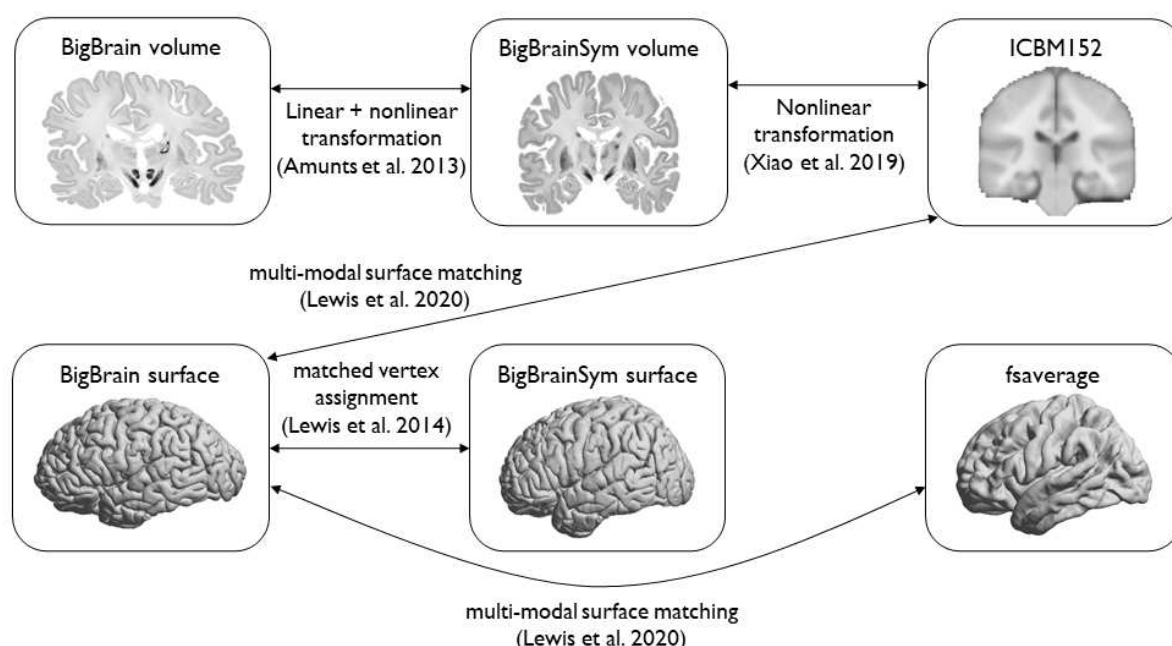 BigBrain volume
BigBrainSym volume
ICBM152
Linear + nonlinear
transformation
(Amunts et al. 2013)
Nonlinear
transformation
(Xiao et al. 2019)
multi-modal surface matching
(Lewis et al. 2020)
BigBrain surface
matched vertex
assignment
(Lewis et al. 2014)
BigBrainSym surface
fsaverage
multi-modal surface matching
(Lewis et al. 2020)